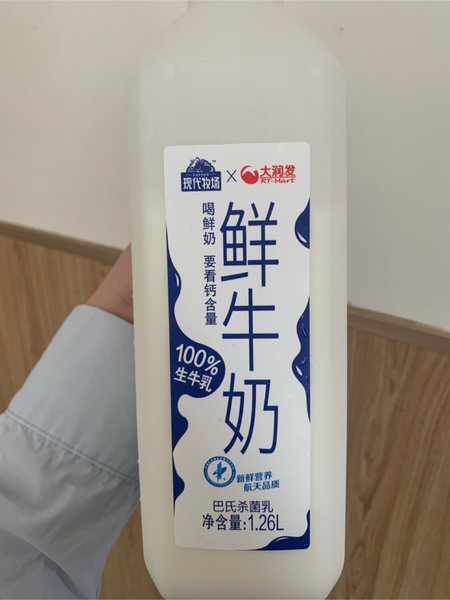 现代牧场 × 大润发
RT-Mart
喝鲜奶 要看钙含量
鲜牛奶
100%
生牛乳
新鲜营养
航天品质
巴氏杀菌乳
净含量:1.26L